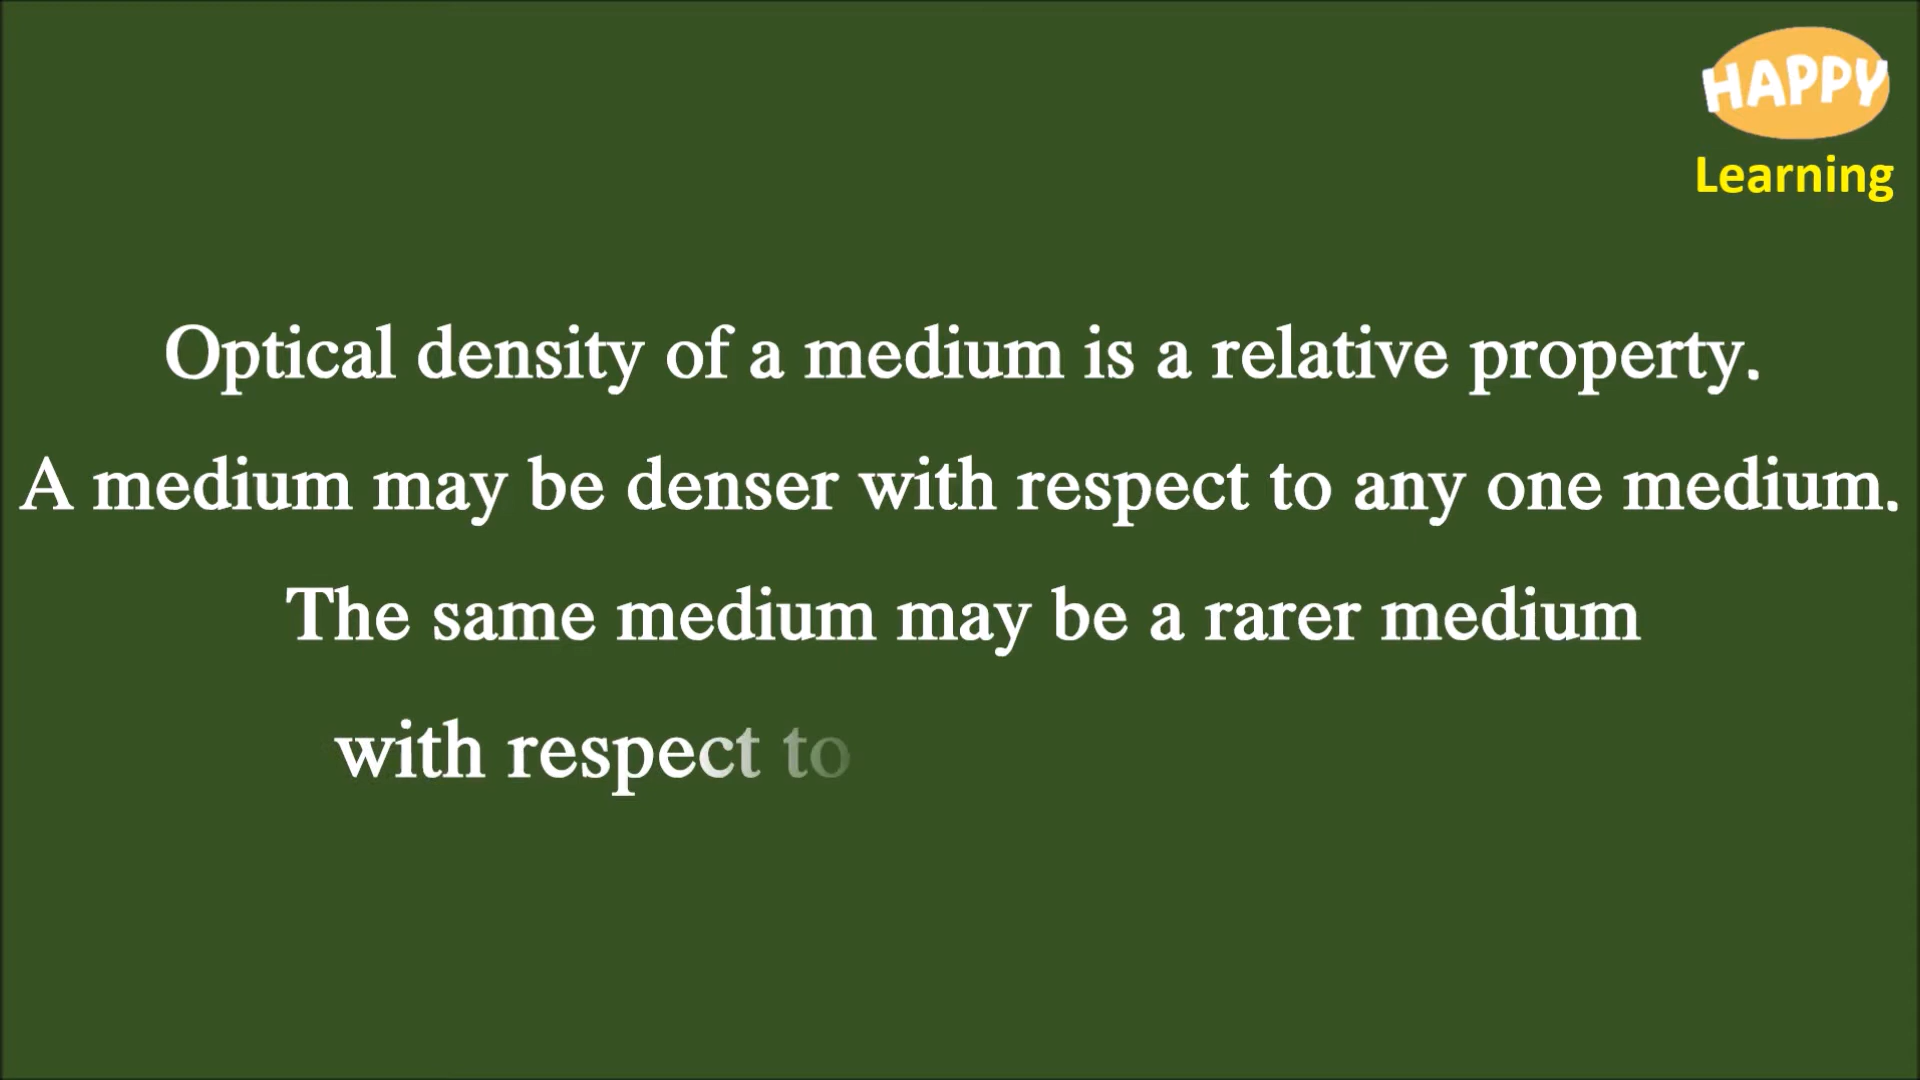 HAPPY
Learning
Optical density of a medium is a relative property.
A medium may be denser with respect to any one medium.
The same medium may be a rarer medium
with respect to